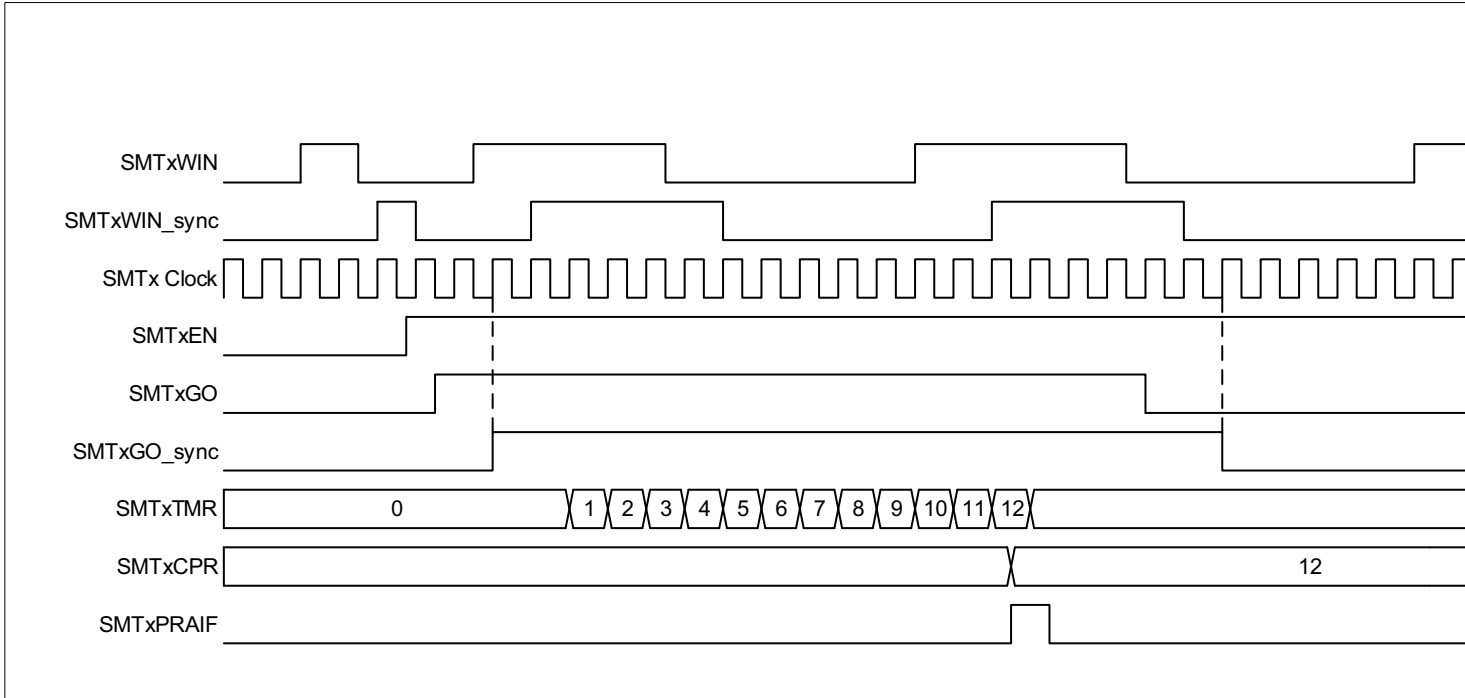 SMTxWIN
SMTxWIN_sync
SMTx Clock
SMTxEN
SMTxGO
SMTxGO_sync
SMTxTMR 0 1 2 3 4 5 6 7 8 9 10 11 12
SMTxCPR 12
SMTxPRAIF